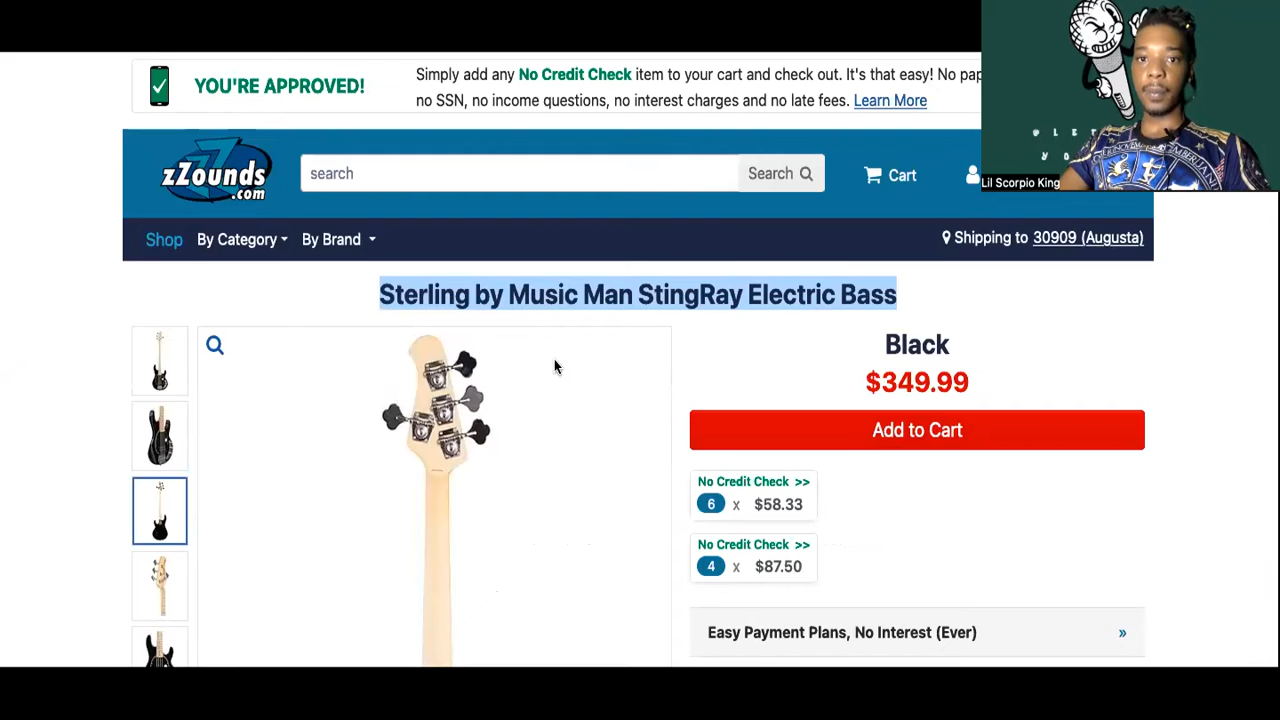 YOU'RE APPROVED!
Simply add any No Credit Check item to your cart and check out. It's that easy! No
no SSN, no income questions, no interest charges and no late fees. Learn More
zZounds
.com
search
Search
Cart
Lil Scorpio King
Shop
By Category
By Brand
Shipping to 30909 (Augusta)
Sterling by Music Man StingRay Electric Bass
Black
$349.99
Add to Cart
No Credit Check >>
6 x $58.33
No Credit Check >>
4 x $87.50
Easy Payment Plans, No Interest (Ever) »